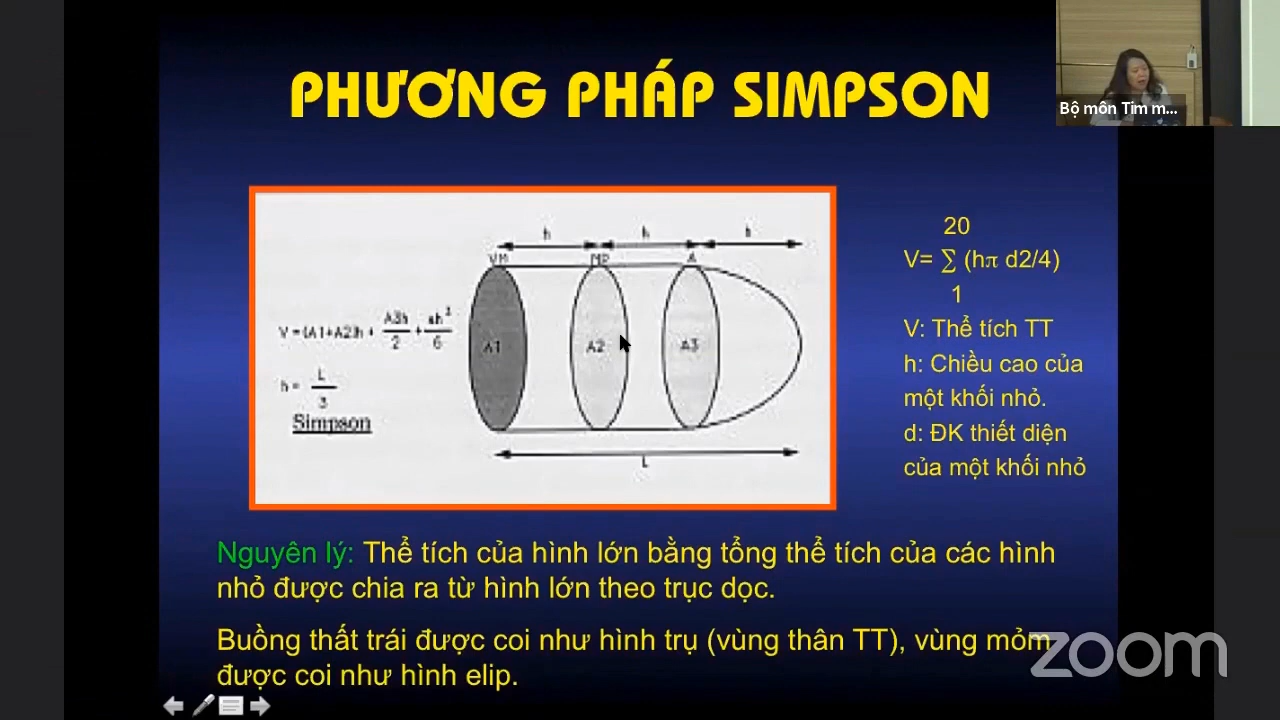 PHƯƠNG PHÁP SIMPSON
Bộ môn Tim m...
h h h
VM MP A
V=(A1+A2)h + A3h/2 + πh³/6
A1 A2 A3
h = L/3
Simpson
L
20
V= ∑ (hπ d2/4)
1
V: Thể tích TT
h: Chiều cao của
một khối nhỏ.
d: ĐK thiết diện
của một khối nhỏ
Nguyên lý: Thể tích của hình lớn bằng tổng thể tích của các hình
nhỏ được chia ra từ hình lớn theo trục dọc.
Buồng thất trái được coi như hình trụ (vùng thân TT), vùng mỏm
được coi như hình elip.
zoom